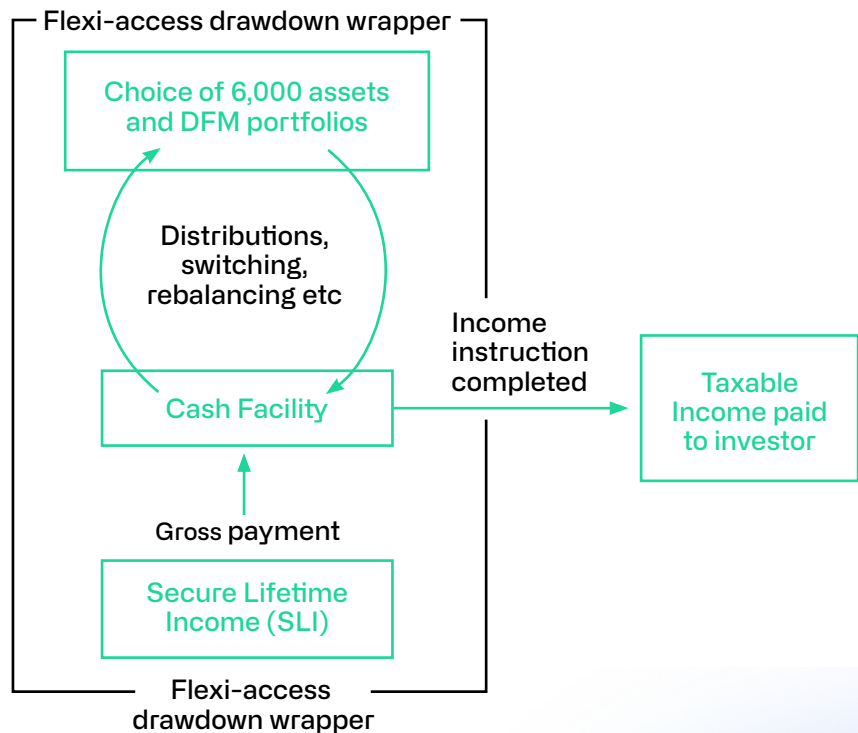 Flexi-access drawdown wrapper
Choice of 6,000 assets
and DFM portfolios
Distributions,
switching,
rebalancing etc
Income
instruction
completed
Cash Facility
Taxable
Income paid
to investor
Gross payment
Secure Lifetime
Income (SLI)
Flexi-access
drawdown wrapper